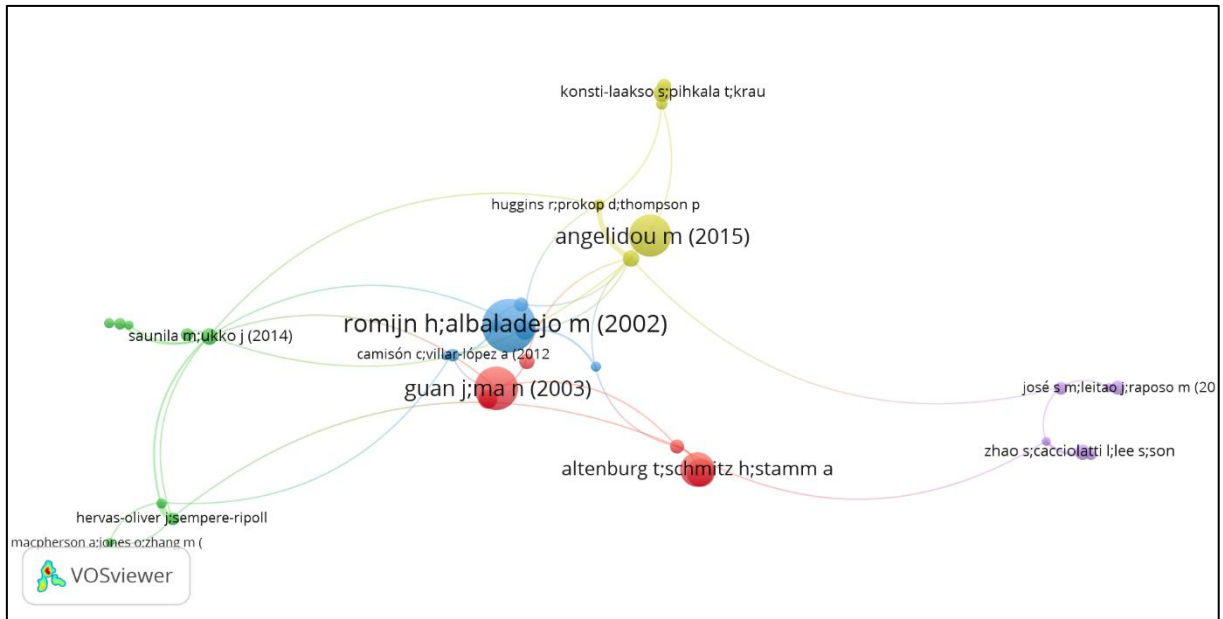 konsti-laakso s;pihkala t;krau
huggins r;prokop d;thompson p
angelidou m (2015)
romijn h;albaladejo m (2002)
saunila m;ukko j (2014)
camisón c;villar-lópez a (2012
guan j;ma n (2003)
josé s m;leitao j;raposo m (20
zhao s;cacciolatti l;lee s;son
altenburg t;schmitz h;stamm a
hervas-oliver j;sempere-ripoll
macpherson a;jones o;zhang m (
VOSviewer